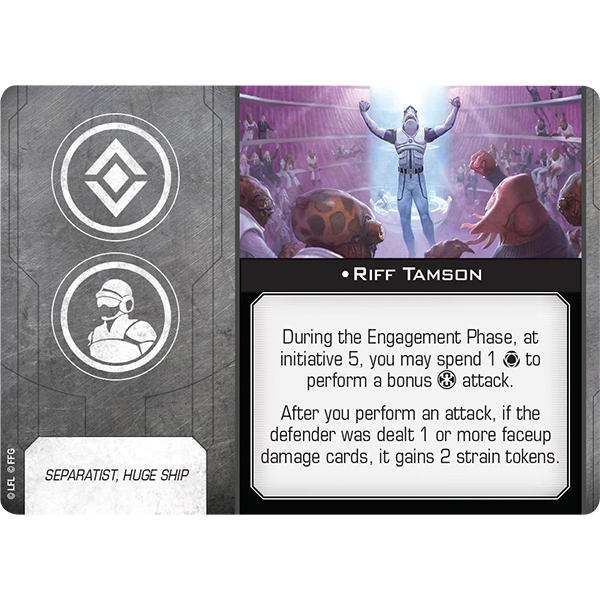 • Riff Tamson
During the Engagement Phase, at
initiative 5, you may spend 1 to
perform a bonus attack.
After you perform an attack, if the
defender was dealt 1 or more faceup
damage cards, it gains 2 strain tokens.
SEPARATIST, HUGE SHIP
© LFL © FFG